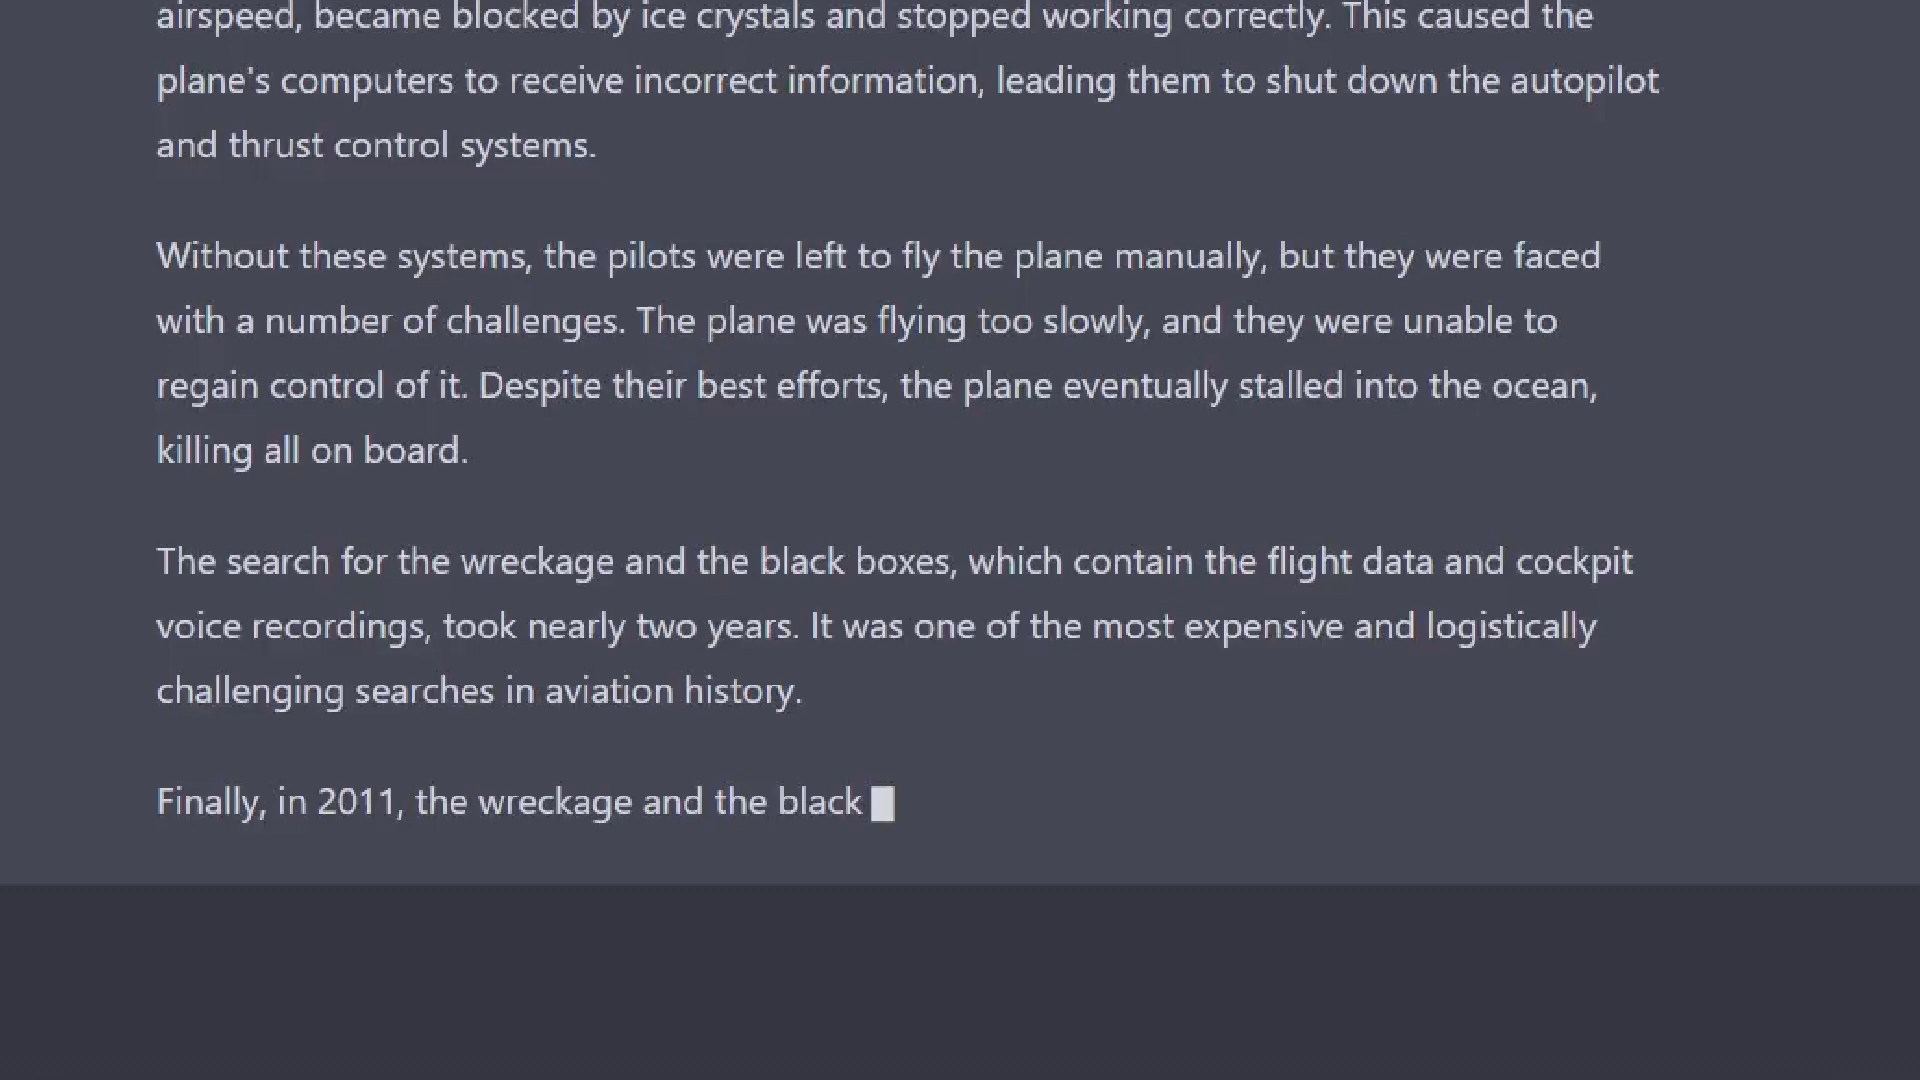 airspeed, became blocked by ice crystals and stopped working correctly. This caused the
plane's computers to receive incorrect information, leading them to shut down the autopilot
and thrust control systems.
Without these systems, the pilots were left to fly the plane manually, but they were faced
with a number of challenges. The plane was flying too slowly, and they were unable to
regain control of it. Despite their best efforts, the plane eventually stalled into the ocean,
killing all on board.
The search for the wreckage and the black boxes, which contain the flight data and cockpit
voice recordings, took nearly two years. It was one of the most expensive and logistically
challenging searches in aviation history.
Finally, in 2011, the wreckage and the black